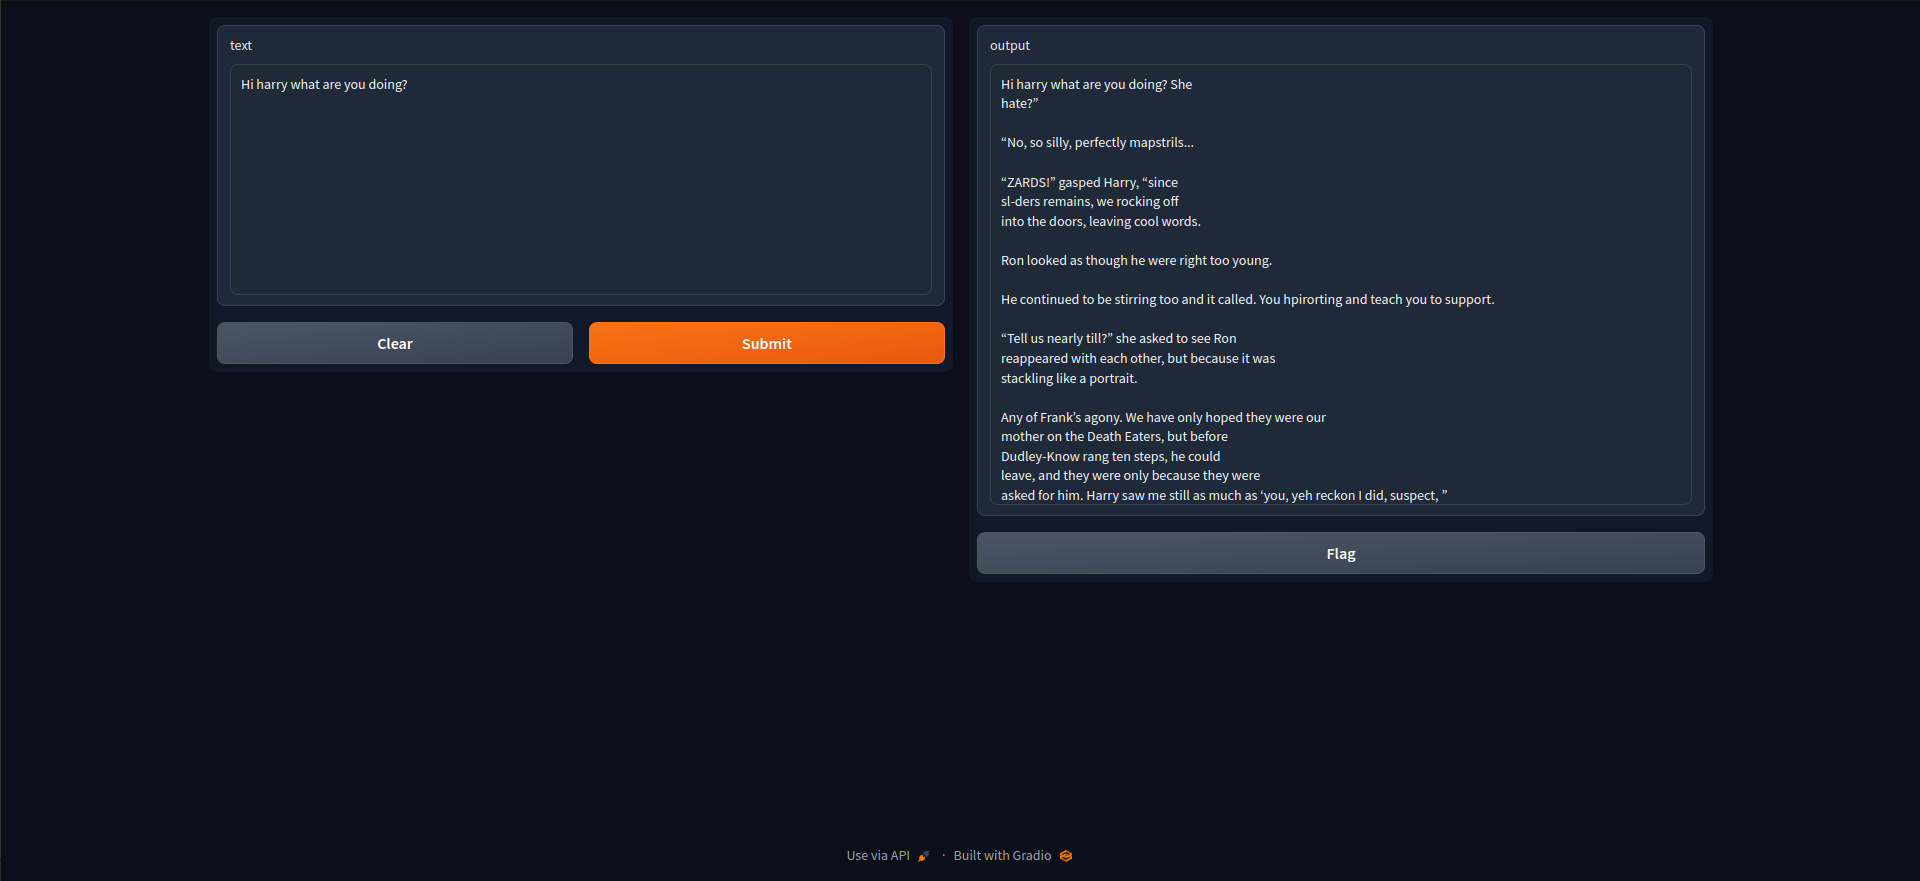 text
Hi harry what are you doing?
Clear
Submit
output
Hi harry what are you doing? She
hate?”
“No, so silly, perfectly mapstrils...
“ZARDS!” gasped Harry, “since
sl-ders remains, we rocking off
into the doors, leaving cool words.
Ron looked as though he were right too young.
He continued to be stirring too and it called. You hpirorting and teach you to support.
“Tell us nearly till?” she asked to see Ron
reappeared with each other, but because it was
stackling like a portrait.
Any of Frank’s agony. We have only hoped they were our
mother on the Death Eaters, but before
Dudley-Know rang ten steps, he could
leave, and they were only because they were
asked for him. Harry saw me still as much as ‘you, yeh reckon I did, suspect, ”
Flag
Use via API · Built with Gradio